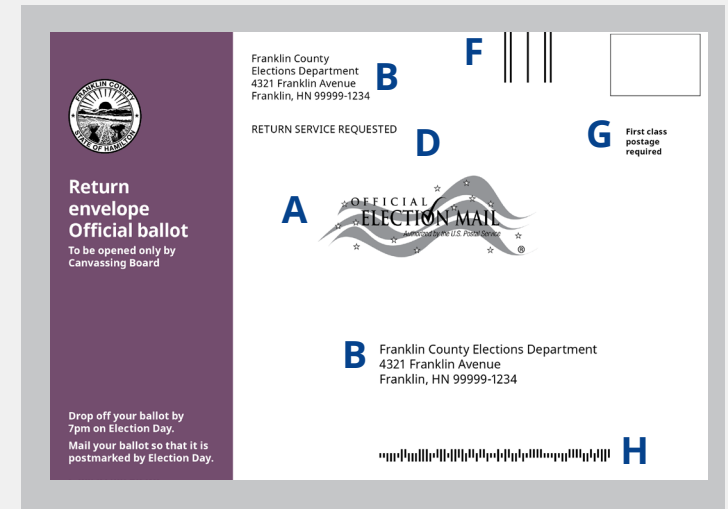 FRANKLIN COUNTY
STATE OF HAMILTON
Return
envelope
Official ballot
To be opened only by
Canvassing Board
Drop off your ballot by
7pm on Election Day.
Mail your ballot so that it is
postmarked by Election Day.
Franklin County
Elections Department
4321 Franklin Avenue
Franklin, HN 99999-1234
B
RETURN SERVICE REQUESTED
D
F
G
First class
postage
required
A
OFFICIAL
ELECTION MAIL
Authorized by the U.S. Postal Service
®
B
Franklin County Elections Department
4321 Franklin Avenue
Franklin, HN 99999-1234
H